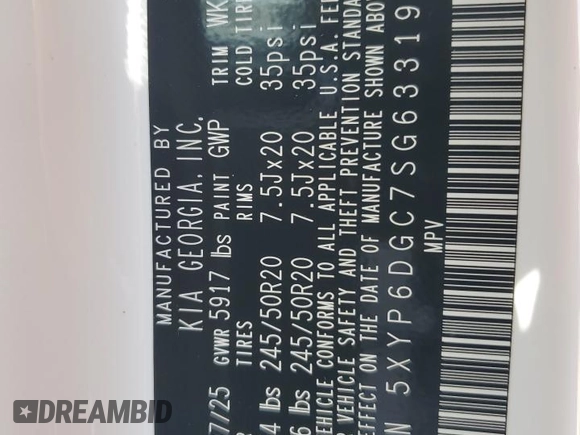 MANUFACTURED BY
KIA GEORGIA, INC.
7/25 GVWR 5917 lbs PAINT GWP TRIM WK
TIRES RIMS COLD TIRE
4 lbs 245/50R20 7.5Jx20 35psi
6 lbs 245/50R20 7.5Jx20 35psi
VEHICLE CONFORMS TO ALL APPLICABLE U.S.A. FE
VEHICLE SAFETY AND THEFT PREVENTION STANDA
EFFECT ON THE DATE OF MANUFACTURE SHOWN ABOV
N 5XYP6DGC7SG63319
MPV
DREAMBID